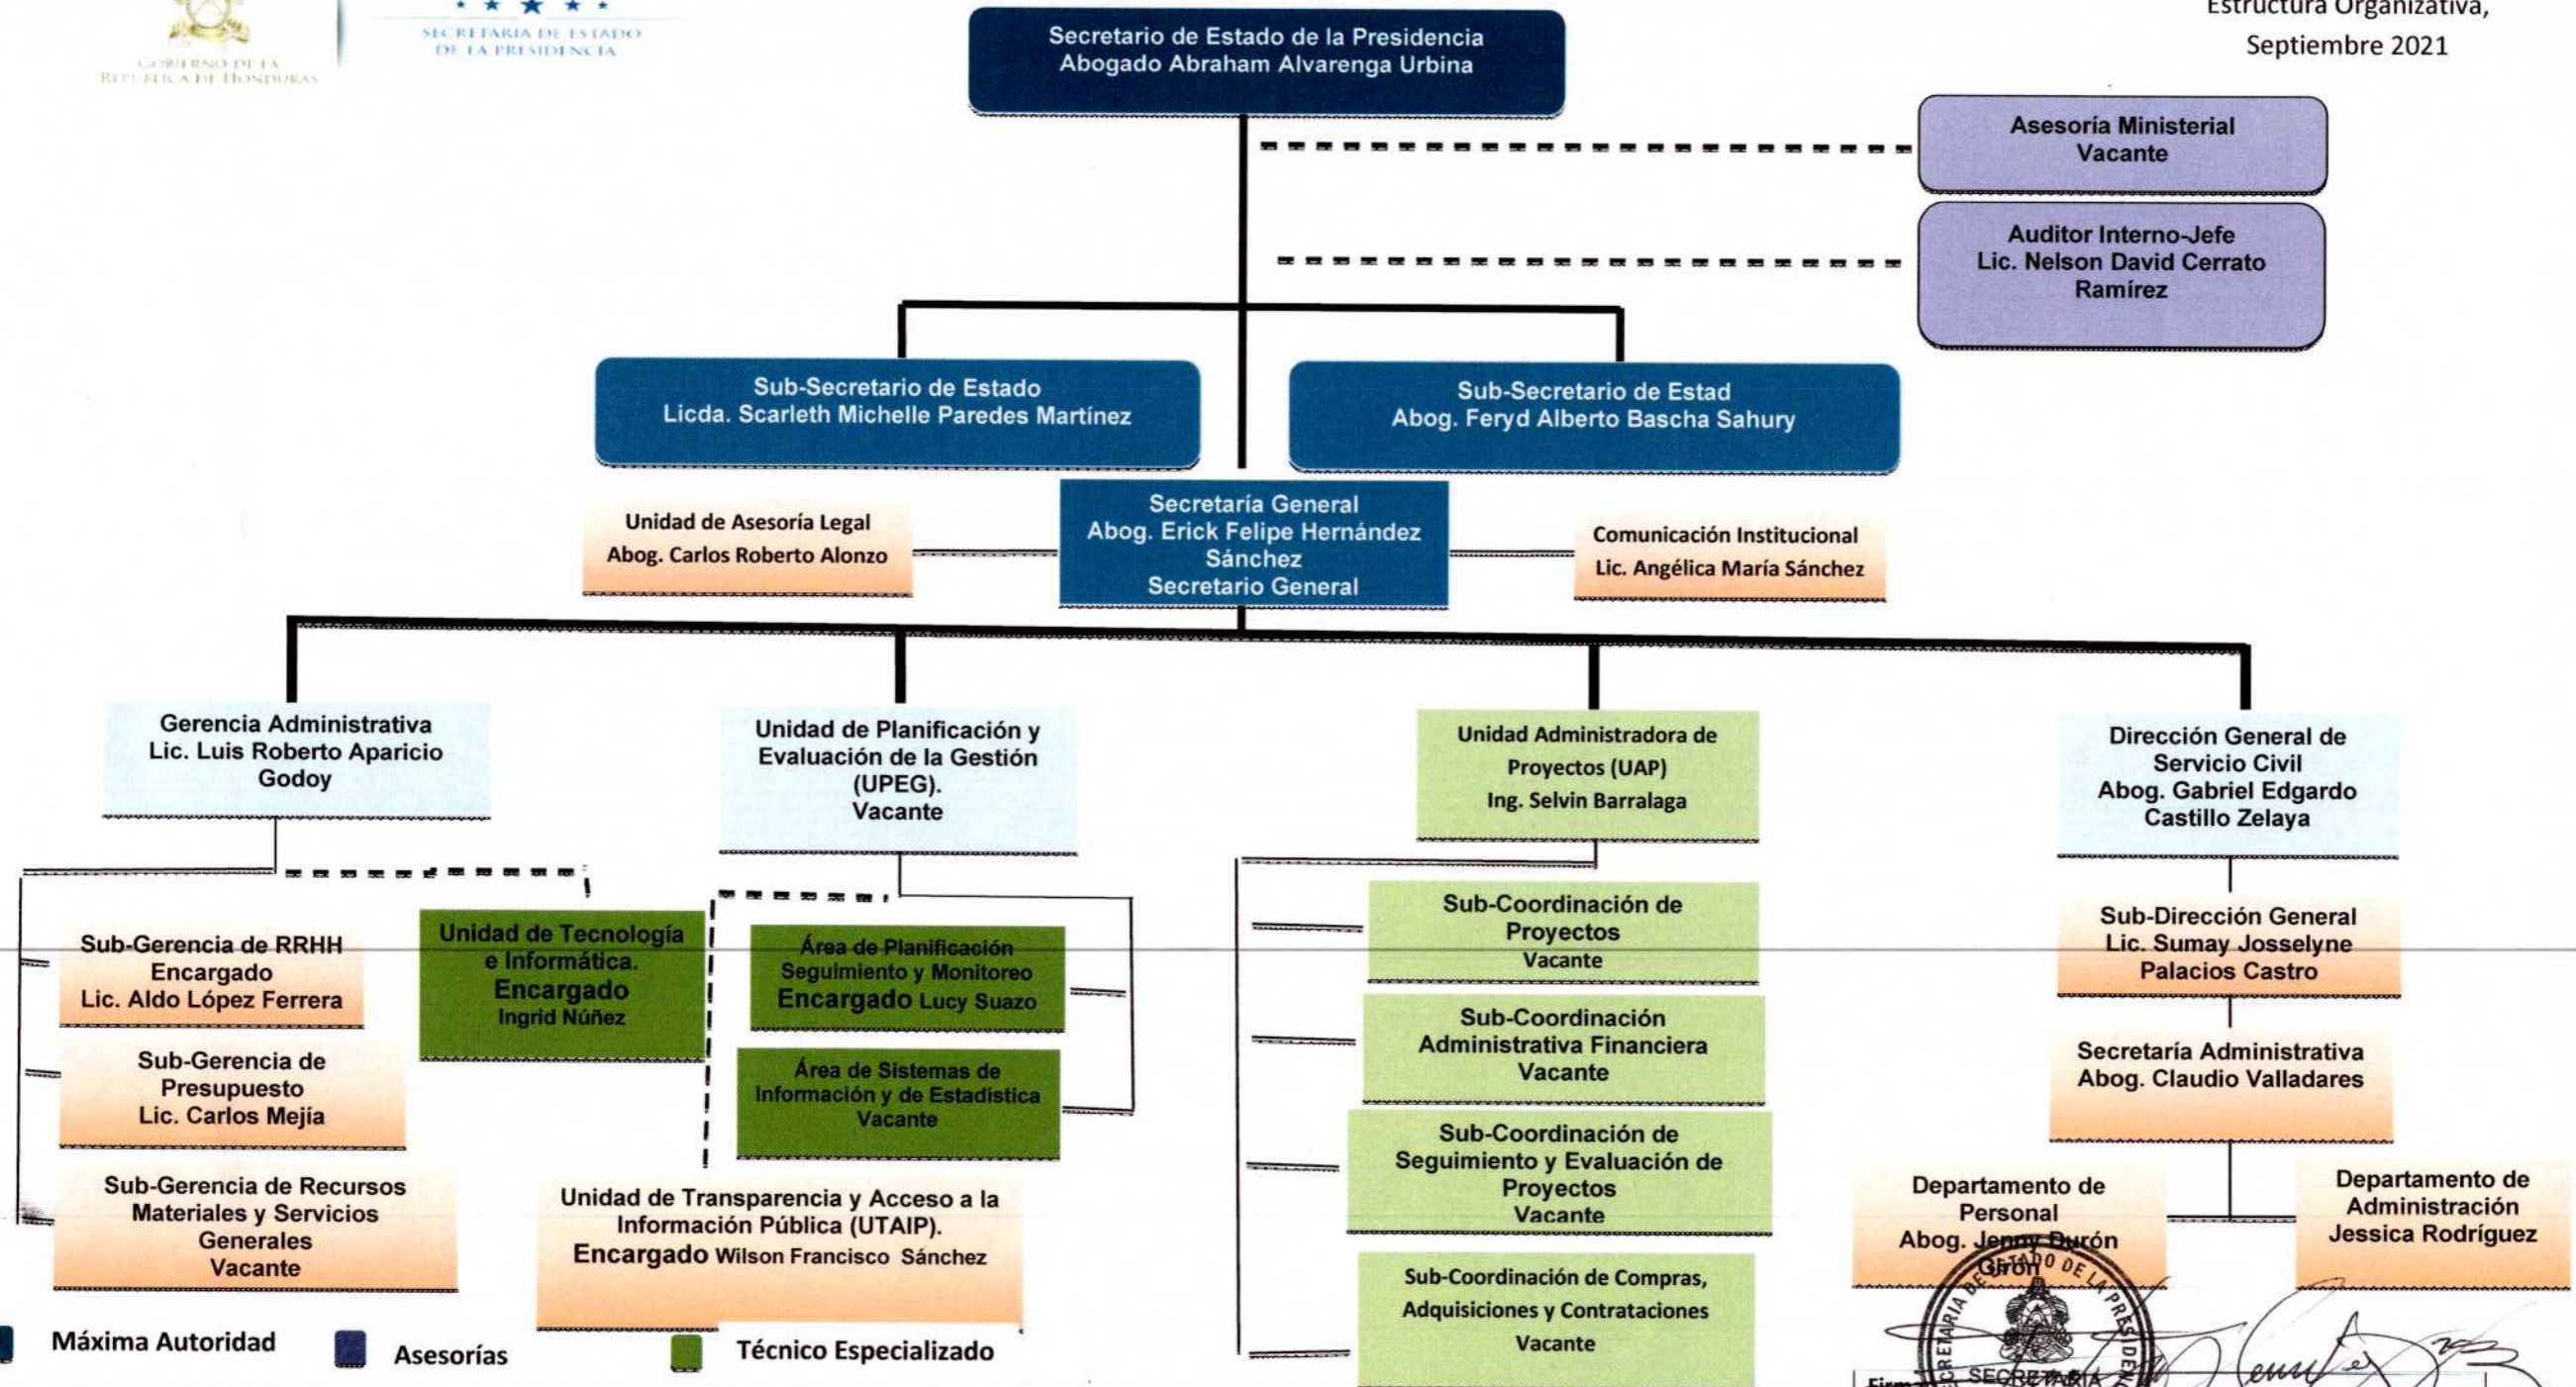 GOBIERNO DE LA
REPUBLICA DE HONDURAS
SECRETARIA DE ESTADO
DE LA PRESIDENCIA
Estructura Organizativa,
Septiembre 2021
Secretario de Estado de la Presidencia
Abogado Abraham Alvarenga Urbina
Asesoría Ministerial
Vacante
Auditor Interno-Jefe
Lic. Nelson David Cerrato
Ramírez
Sub-Secretario de Estado
Licda. Scarleth Michelle Paredes Martínez
Sub-Secretario de Estad
Abog. Feryd Alberto Bascha Sahury
Unidad de Asesoría Legal
Abog. Carlos Roberto Alonzo
Secretaría General
Abog. Erick Felipe Hernández
Sánchez
Secretario General
Comunicación Institucional
Lic. Angélica María Sánchez
Gerencia Administrativa
Lic. Luis Roberto Aparicio
Godoy
Unidad de Planificación y
Evaluación de la Gestión
(UPEG).
Vacante
Unidad Administradora de
Proyectos (UAP)
Ing. Selvin Barralaga
Dirección General de
Servicio Civil
Abog. Gabriel Edgardo
Castillo Zelaya
Sub-Gerencia de RRHH
Encargado
Lic. Aldo López Ferrera
Sub-Gerencia de
Presupuesto
Lic. Carlos Mejía
Sub-Gerencia de Recursos
Materiales y Servicios
Generales
Vacante
Unidad de Tecnología
e Informática.
Encargado
Ingrid Núñez
Área de Planificación
Seguimiento y Monitoreo
Encargado Lucy Suazo
Área de Sistemas de
Información y de Estadística
Vacante
Unidad de Transparencia y Acceso a la
Información Pública (UTAIP).
Encargado Wilson Francisco Sánchez
Sub-Coordinación de
Proyectos
Vacante
Sub-Coordinación
Administrativa Financiera
Vacante
Sub-Coordinación de
Seguimiento y Evaluación de
Proyectos
Vacante
Sub-Coordinación de Compras,
Adquisiciones y Contrataciones
Vacante
Sub-Dirección General
Lic. Sumay Josselyne
Palacios Castro
Secretaría Administrativa
Abog. Claudio Valladares
Departamento de
Personal
Abog. Jenny Durón
Girón
Departamento de
Administración
Jessica Rodríguez
Máxima Autoridad
Asesorías
Técnico Especializado
SECRETARIA DE ESTADO DE LA PRESIDEN
SECRETARIA